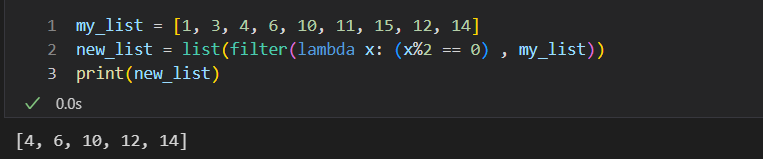 1 my_list = [1, 3, 4, 6, 10, 11, 15, 12, 14]
2 new_list = list(filter(lambda x: (x%2 == 0) , my_list))
3 print(new_list)
✓ 0.0s
[4, 6, 10, 12, 14]